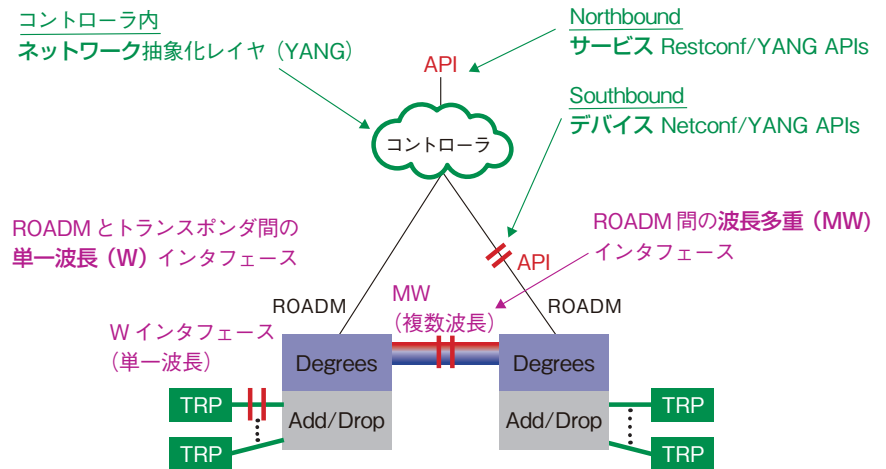 コントローラ内
ネットワーク抽象化レイヤ（YANG）
Northbound
サービス Restconf/YANG APIs
API
Southbound
デバイス Netconf/YANG APIs
コントローラ
ROADM とトランスポンダ間の
単一波長（W）インタフェース
ROADM 間の波長多重（MW）
インタフェース
API
ROADM
MW
（複数波長）
ROADM
W インタフェース
（単一波長）
Degrees
Degrees
TRP
Add/Drop
Add/Drop
TRP
TRP
TRP